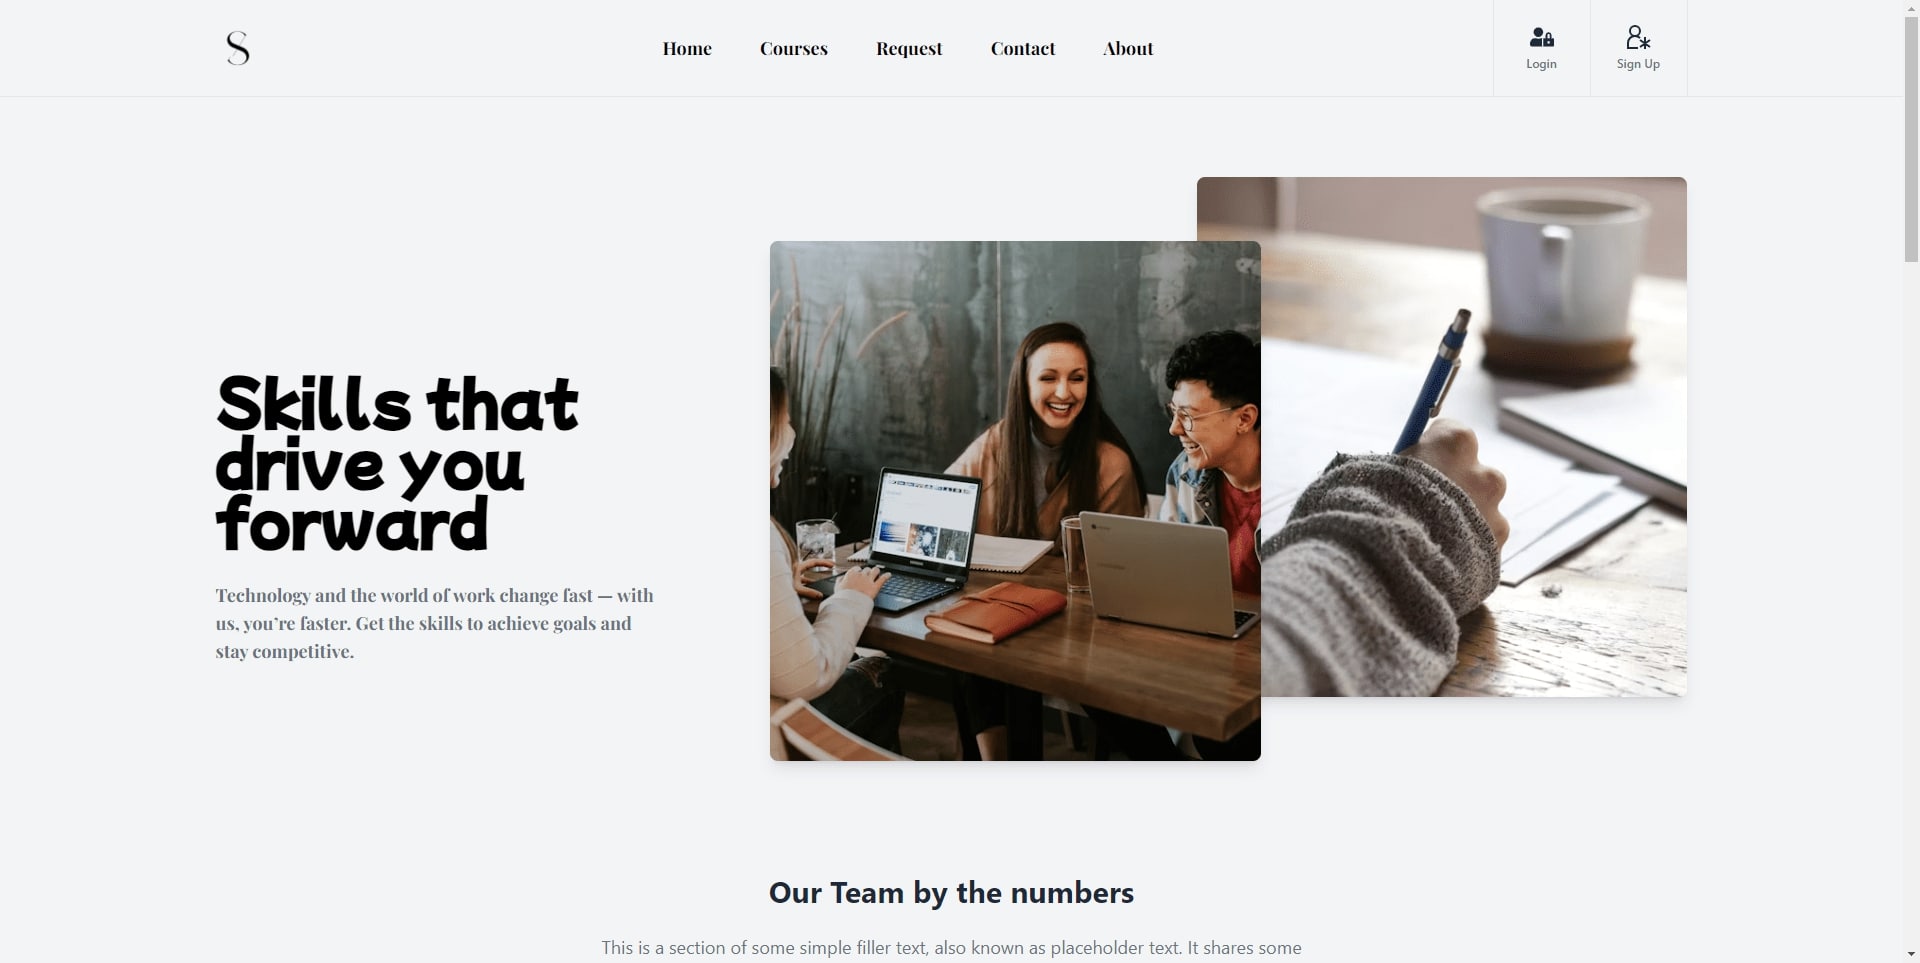 S
Home Courses Request Contact About
Login Sign Up
Skills that
drive you
forward
Technology and the world of work change fast — with
us, you’re faster. Get the skills to achieve goals and
stay competitive.
Our Team by the numbers
This is a section of some simple filler text, also known as placeholder text. It shares some